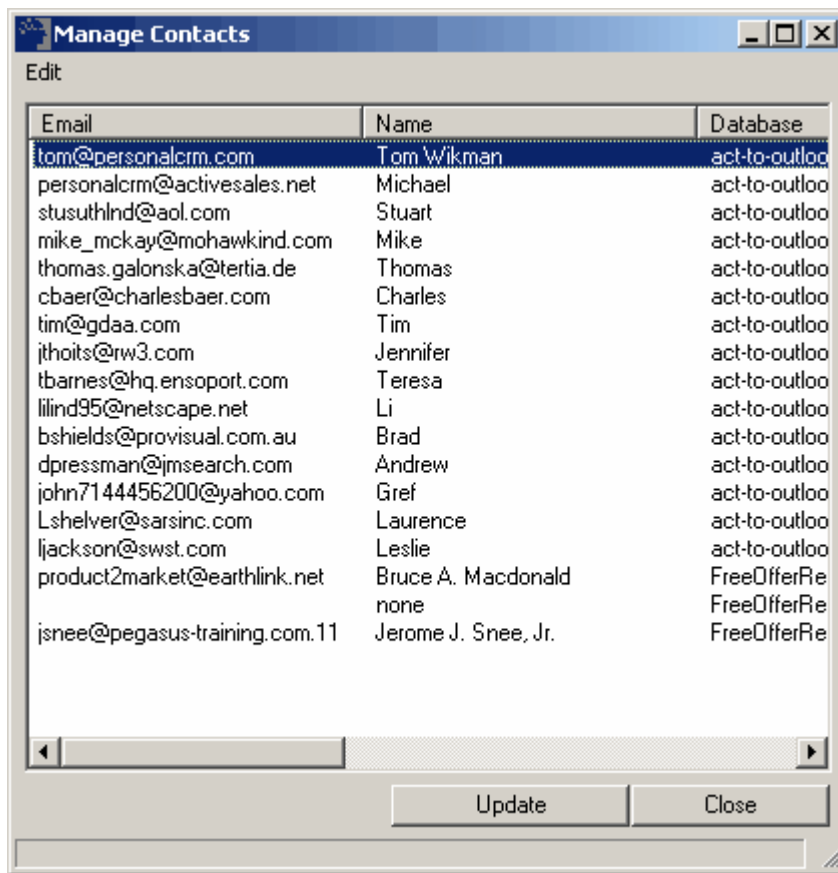 Manage Contacts
Edit
Email Name Database
tom@personalcrm.com Tom Wikman act-to-outloo
personalcrm@activesales.net Michael act-to-outloo
stusuthlnd@aol.com Stuart act-to-outloo
mike_mckay@mohawkind.com Mike act-to-outloo
thomas.galonska@tertia.de Thomas act-to-outloo
cbaer@charlesbaer.com Charles act-to-outloo
tim@gdaa.com Tim act-to-outloo
jthoits@rw3.com Jennifer act-to-outloo
tbarnes@hq.ensoport.com Teresa act-to-outloo
lilind95@netscape.net Li act-to-outloo
bshields@provisual.com.au Brad act-to-outloo
dpressman@jmsearch.com Andrew act-to-outloo
john7144456200@yahoo.com Gref act-to-outloo
Lshelver@sarsinc.com Laurence act-to-outloo
ljackson@swst.com Leslie act-to-outloo
product2market@earthlink.net Bruce A. Macdonald FreeOfferRe
none FreeOfferRe
jsnee@pegasus-training.com.11 Jerome J. Snee, Jr. FreeOfferRe
Update Close